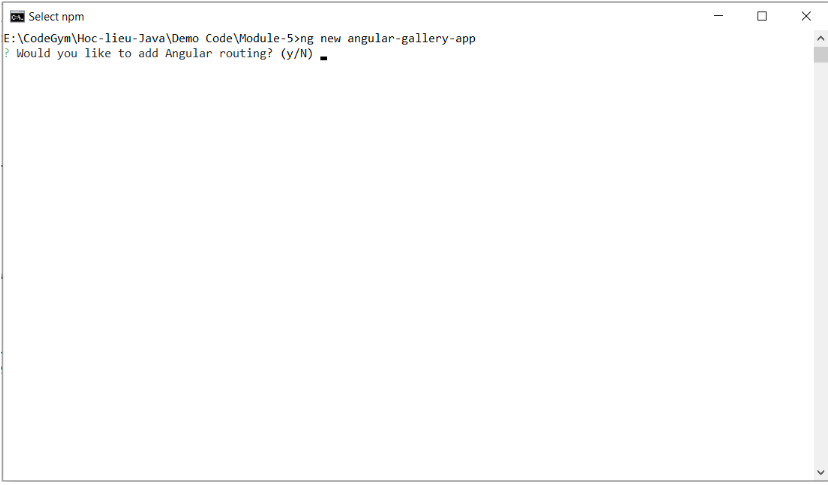 Select npm
E:\CodeGym\Hoc-lieu-Java\Demo Code\Module-5>ng new angular-gallery-app
? Would you like to add Angular routing? (y/N)